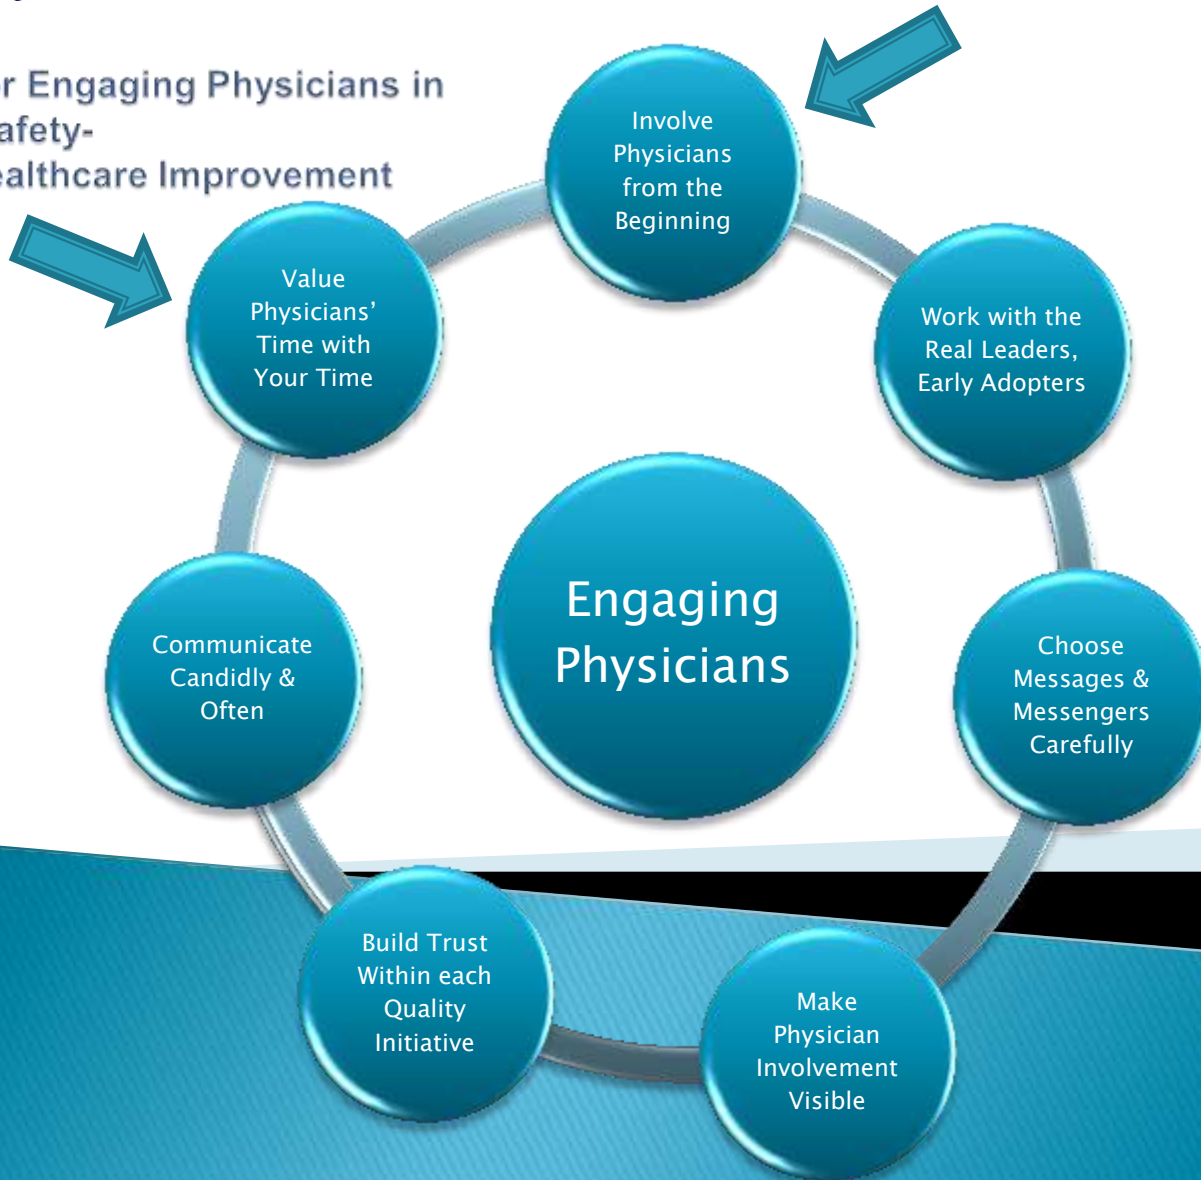 r Engaging Physicians in
afety-
ealthcare Improvement
Involve
Physicians
from the
Beginning
Work with the
Real Leaders,
Early Adopters
Choose
Messages &
Messengers
Carefully
Make
Physician
Involvement
Visible
Build Trust
Within each
Quality
Initiative
Communicate
Candidly &
Often
Value
Physicians’
Time with
Your Time
Engaging
Physicians